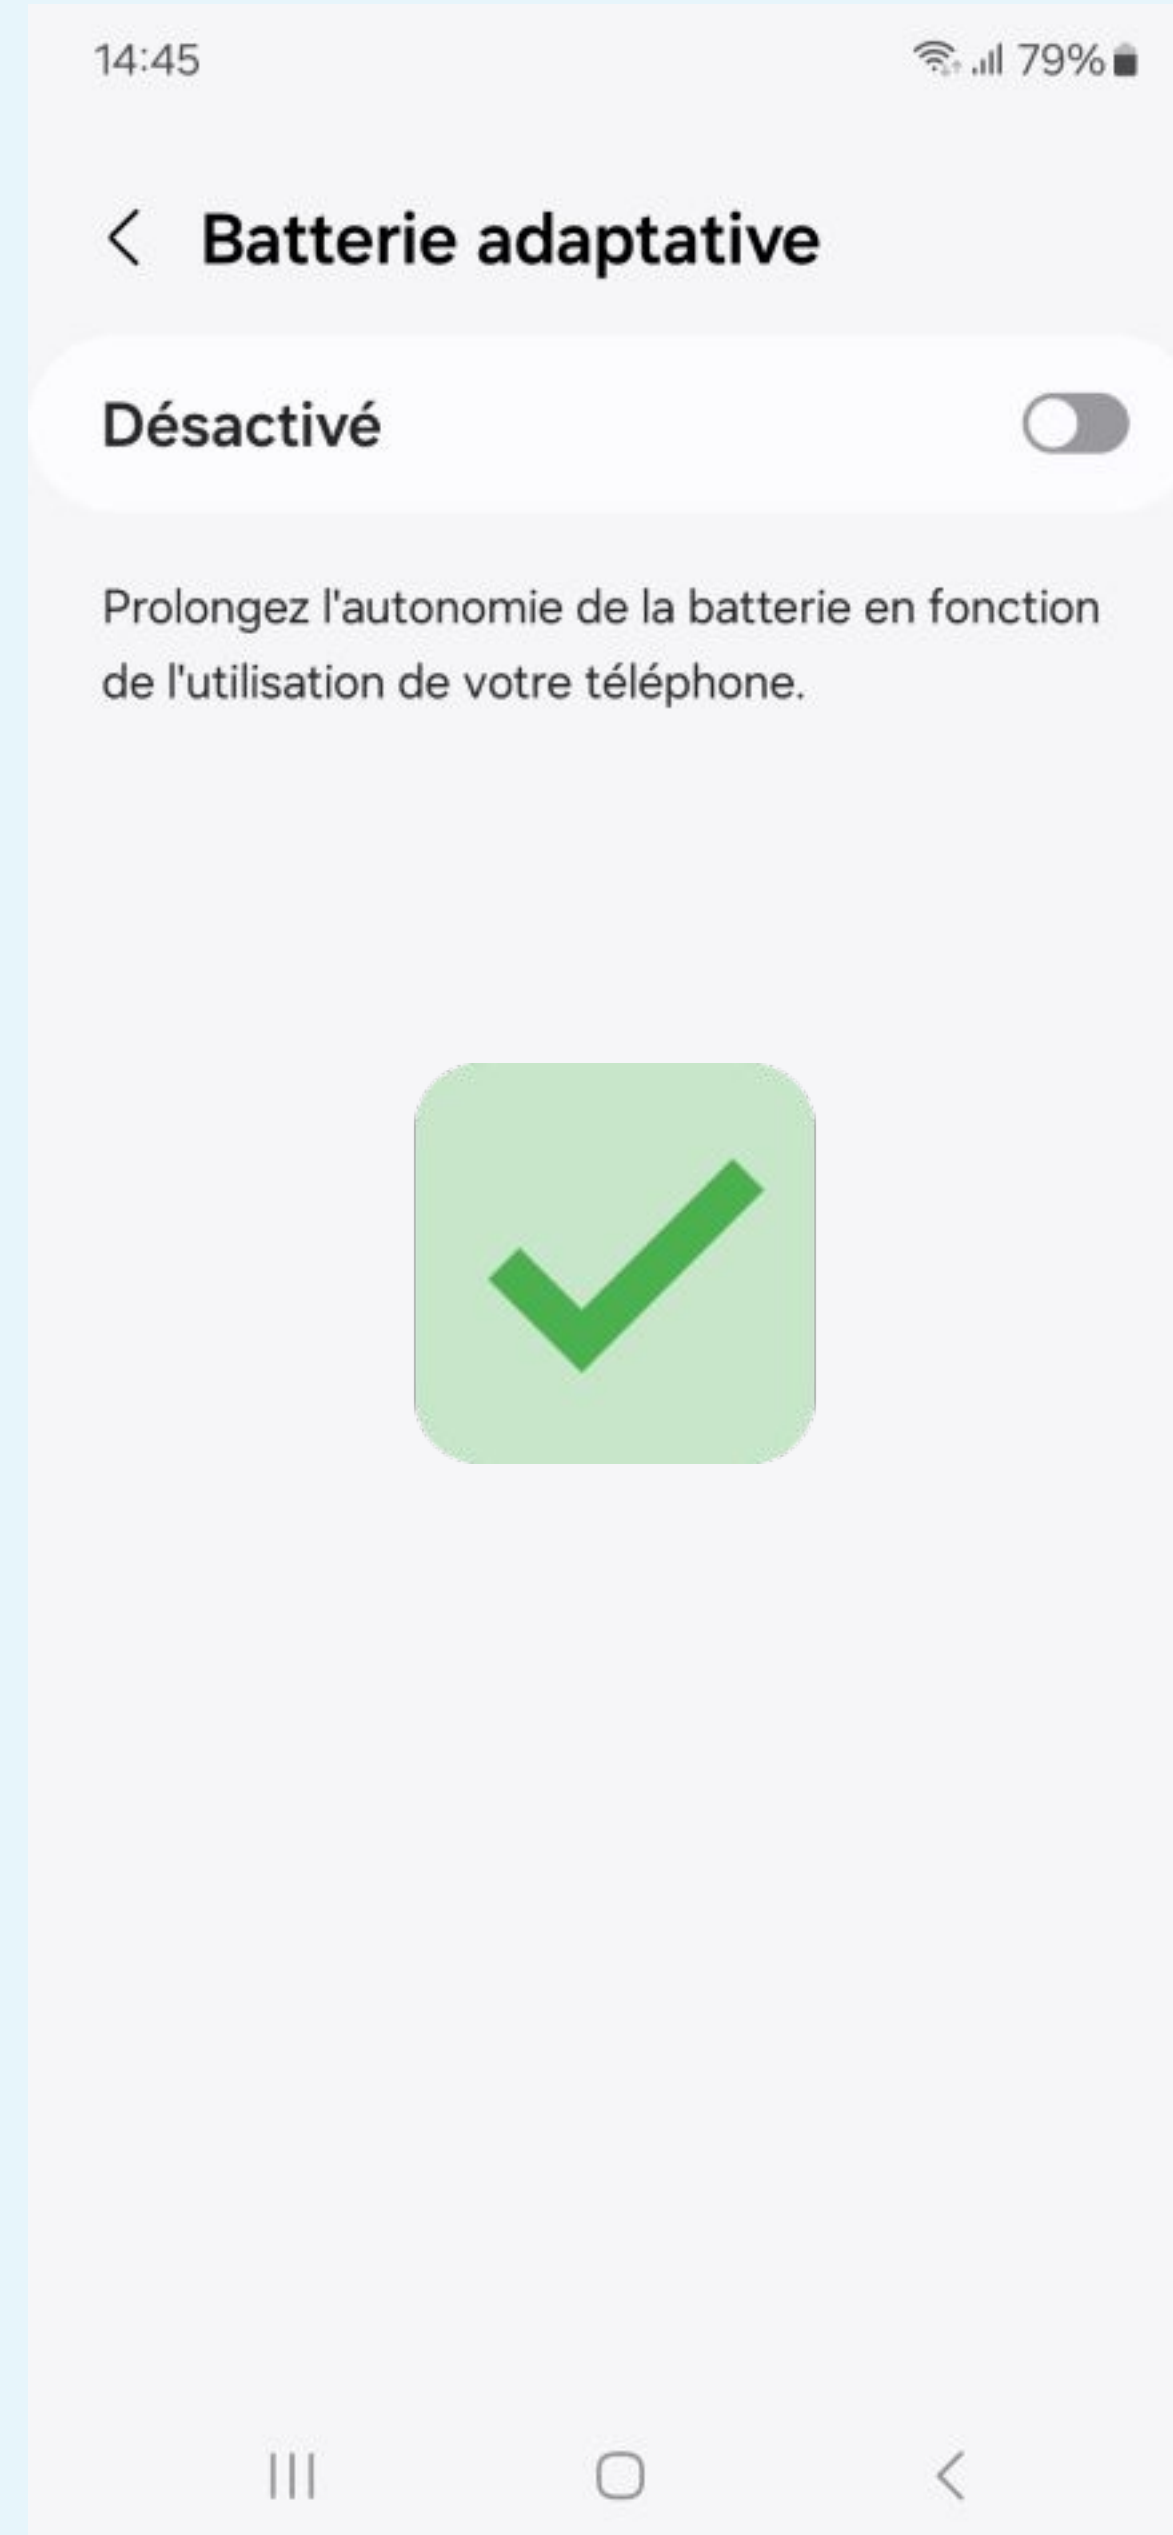 14:45 79%
Batterie adaptative
Désactivé
Prolongez l'autonomie de la batterie en fonction
de l'utilisation de votre téléphone.